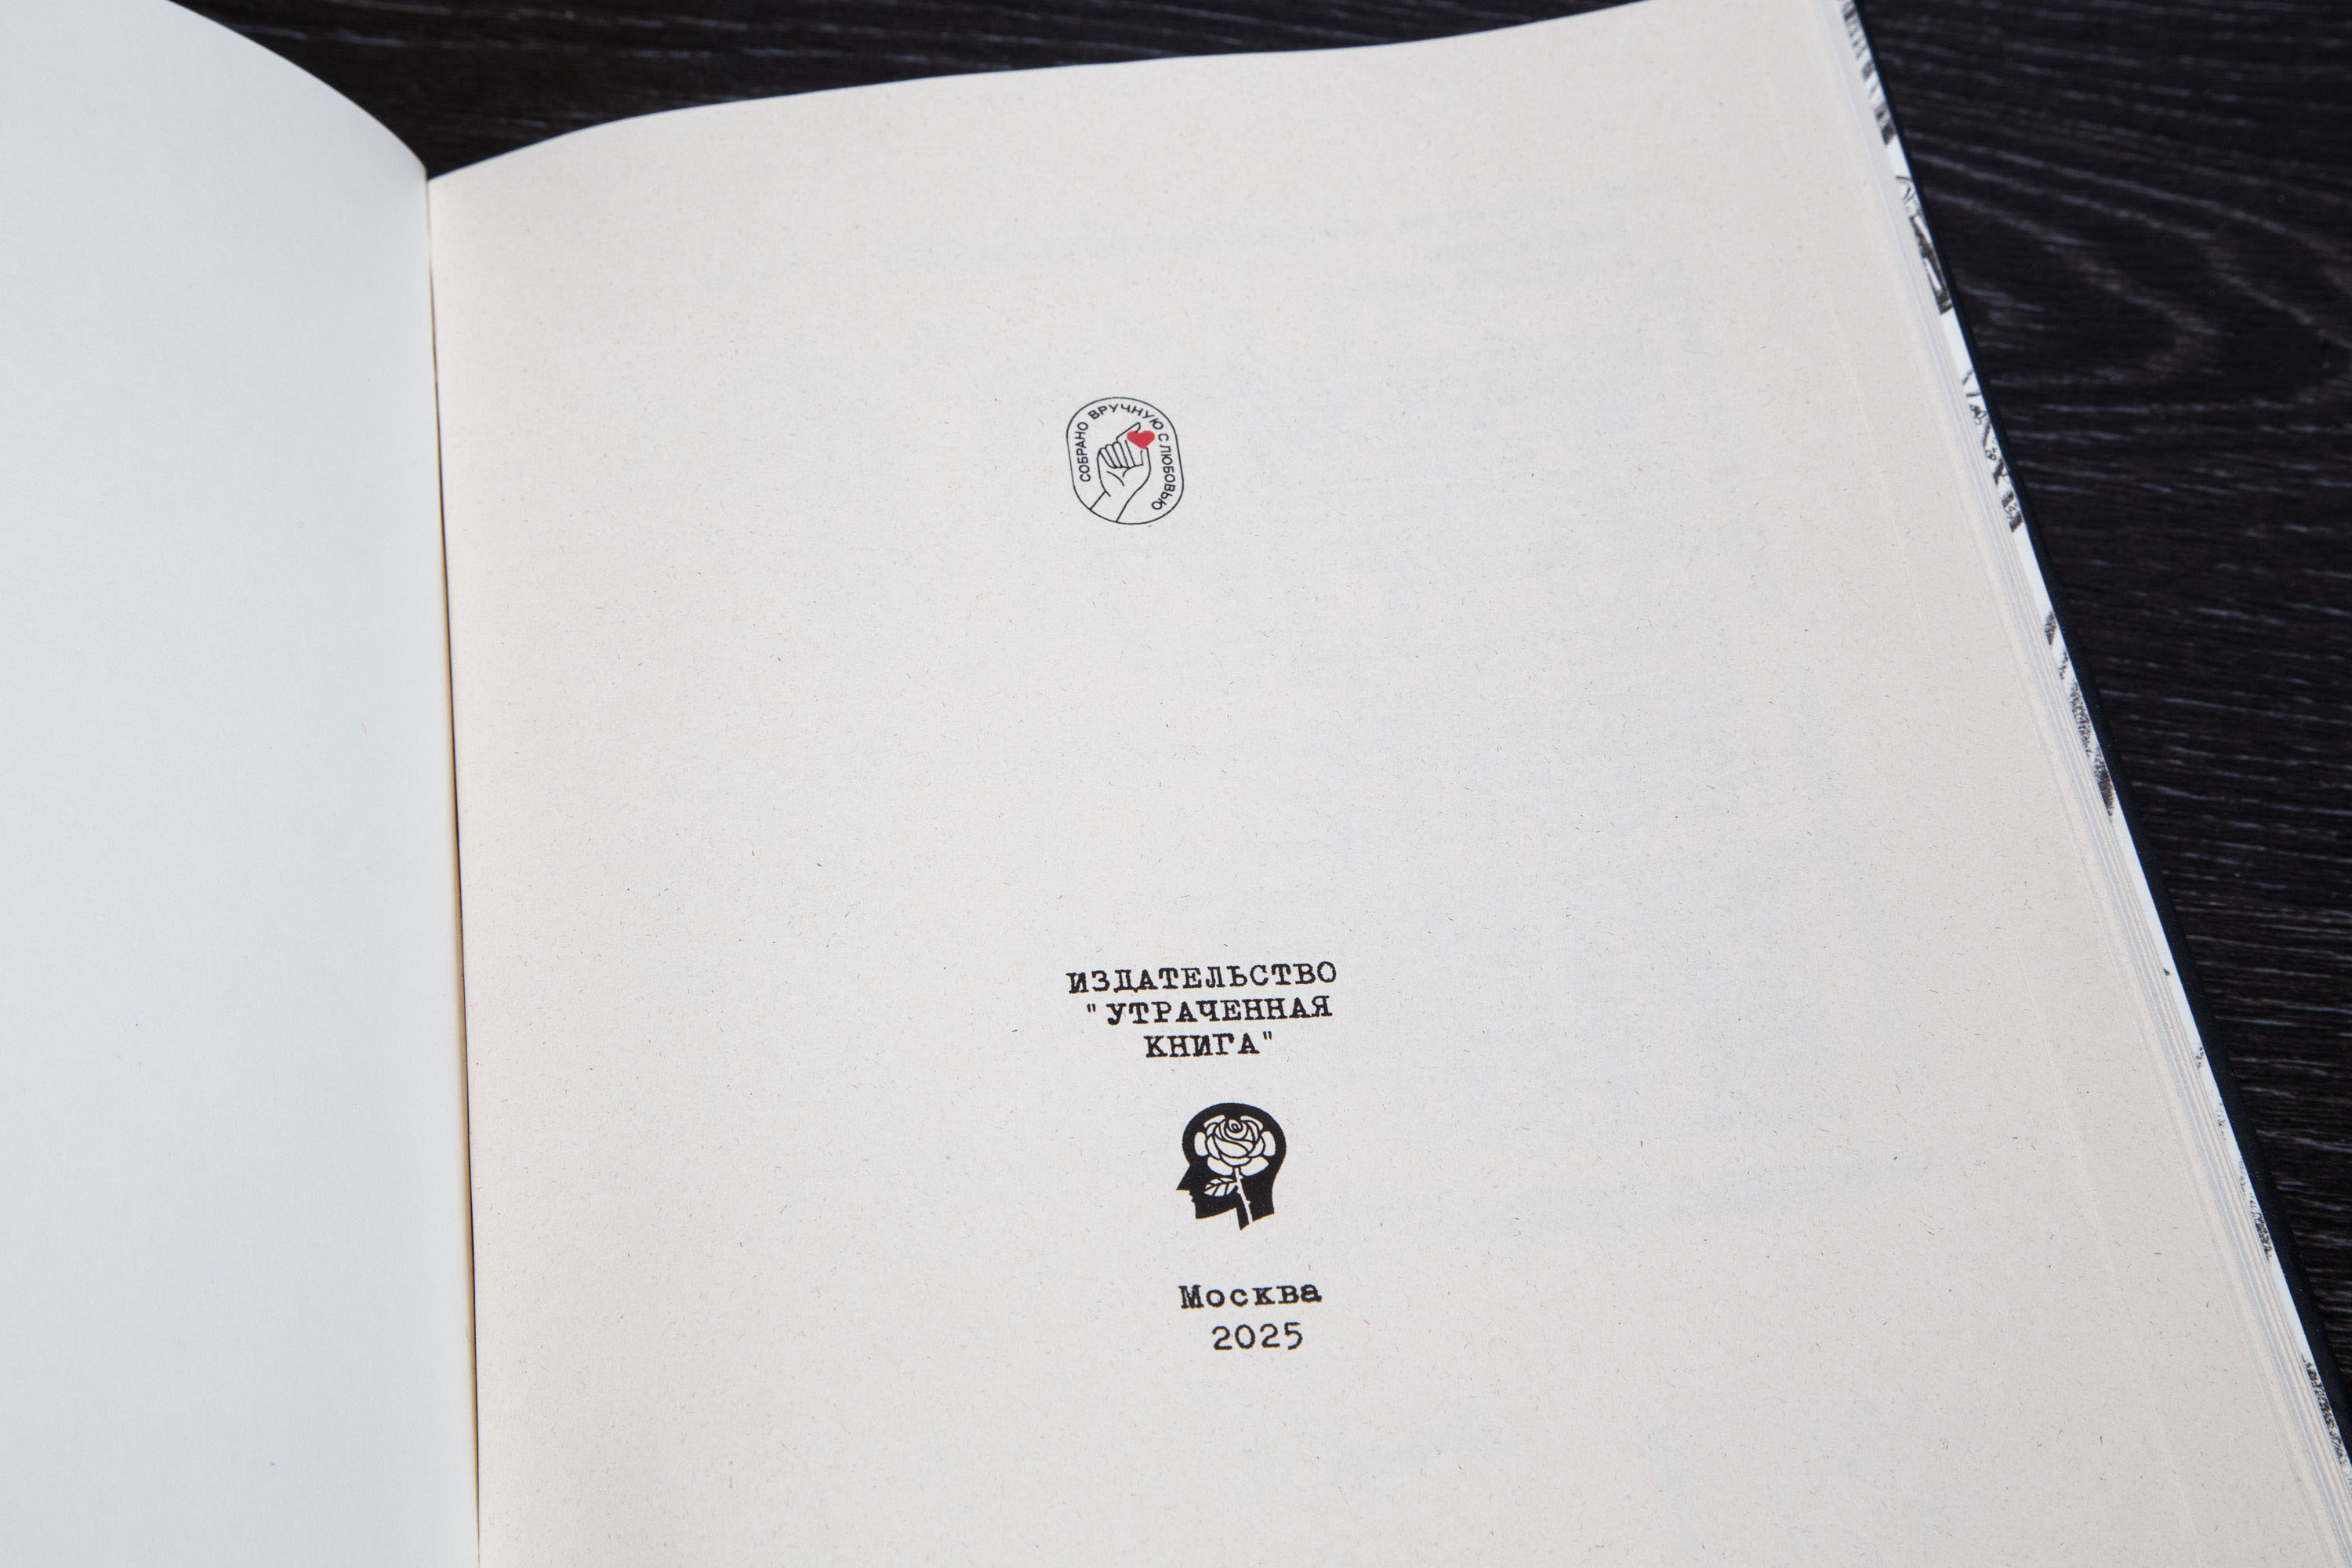 СОБРАНО ВРУЧНУЮ С ЛЮБОВЬЮ
ИЗДАТЕЛЬСТВО
"УТРАЧЕННАЯ
КНИГА"
Москва
2025